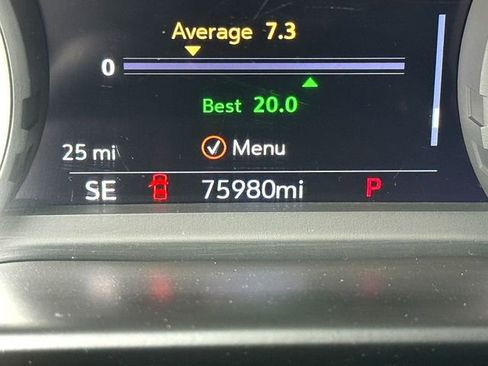 Average 7.3
0
Best 20.0
25 mi Menu
SE 75980mi P